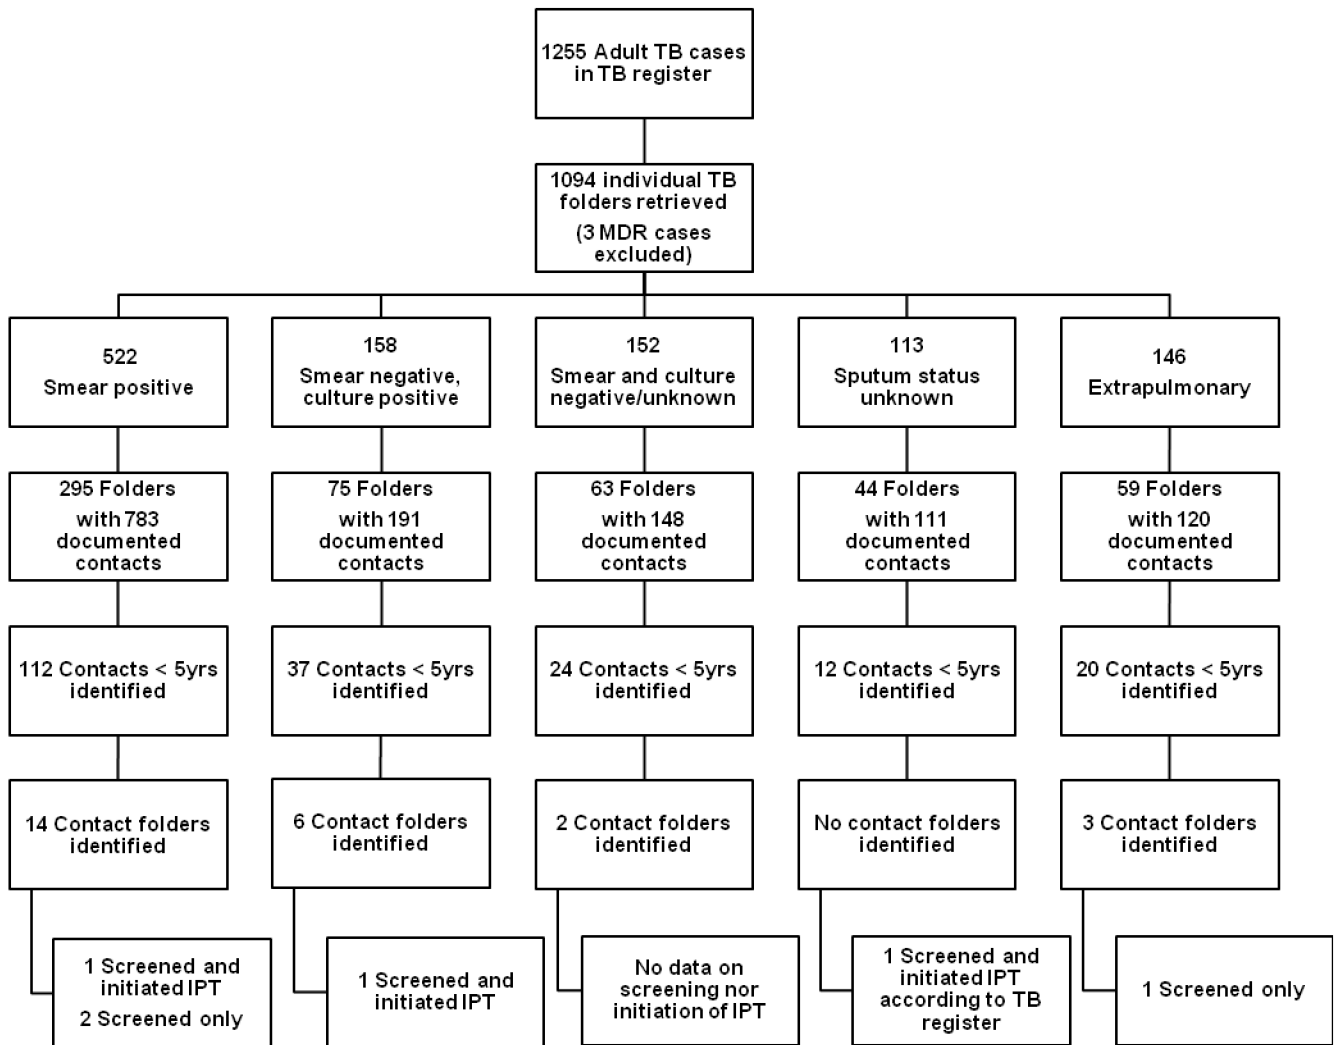 1255 Adult TB cases
in TB register
1094 individual TB
folders retrieved
(3 MDR cases
excluded)
522
Smear positive
158
Smear negative,
culture positive
152
Smear and culture
negative/unknown
113
Sputum status
unknown
146
Extrapulmonary
295 Folders
with 783
documented
contacts
75 Folders
with 191
documented
contacts
63 Folders
with 148
documented
contacts
44 Folders
with 111
documented
contacts
59 Folders
with 120
documented
contacts
112 Contacts < 5yrs
identified
37 Contacts < 5yrs
identified
24 Contacts < 5yrs
identified
12 Contacts < 5yrs
identified
20 Contacts < 5yrs
identified
14 Contact folders
identified
6 Contact folders
identified
2 Contact folders
identified
No contact folders
identified
3 Contact folders
identified
1 Screened and
initiated IPT
2 Screened only
1 Screened and
initiated IPT
No data on
screening nor
initiation of IPT
1 Screened and
initiated IPT
according to TB
register
1 Screened only